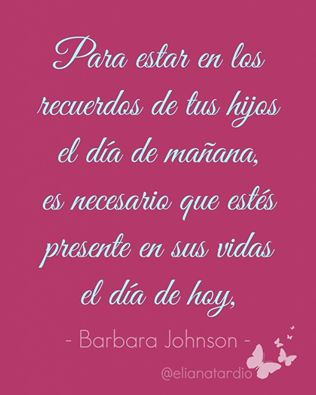 Para estar en los
recuerdos de tus hijos
el día de mañana,
es necesario que estés
presente en sus vidas
el día de hoy,
- Barbara Johnson -
@elianatardio